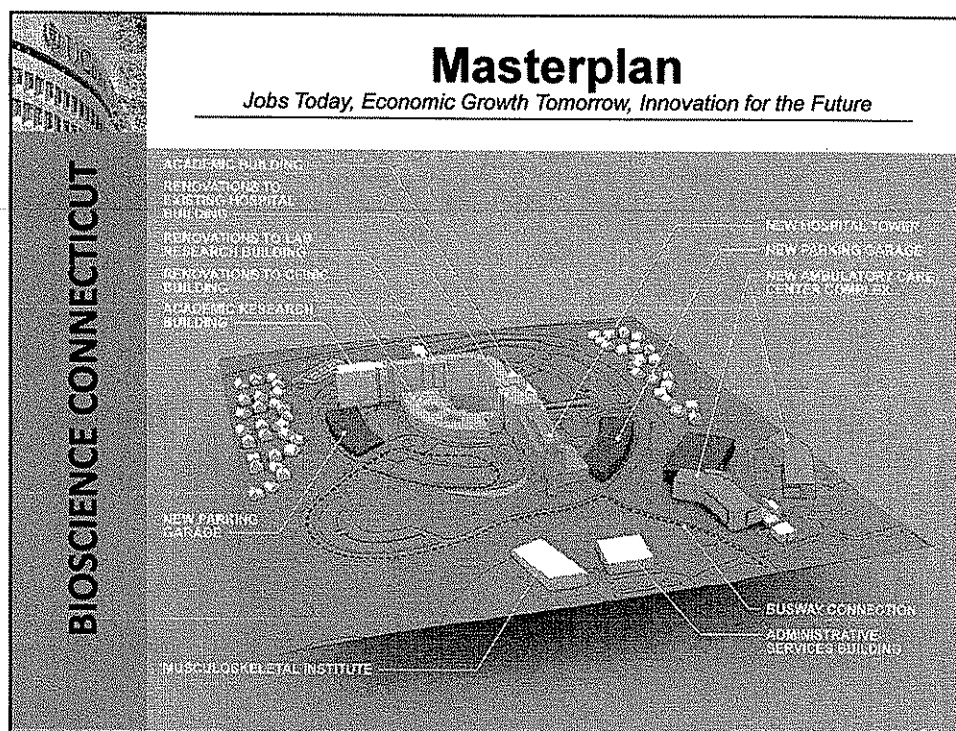 Masterplan
Jobs Today, Economic Growth Tomorrow, Innovation for the Future
BIOSCIENCE CONNECTICUT
ACADEMIC BUILDING
RENOVATIONS TO
EXISTING HOSPITAL
BUILDING
RENOVATIONS TO LAB
RESEARCH BUILDING
RENOVATIONS TO CLINIC
BUILDING
ACADEMIC RESEARCH
BUILDING
NEW PARKING
GARAGE
MUSCULOSKELETAL INSTITUTE
NEW HOSPITAL TOWER
NEW PARKING GARAGE
NEW AMBULATORY CARE
CENTER COMPLEX
BUSWAY CONNECTION
ADMINISTRATIVE
SERVICES BUILDING